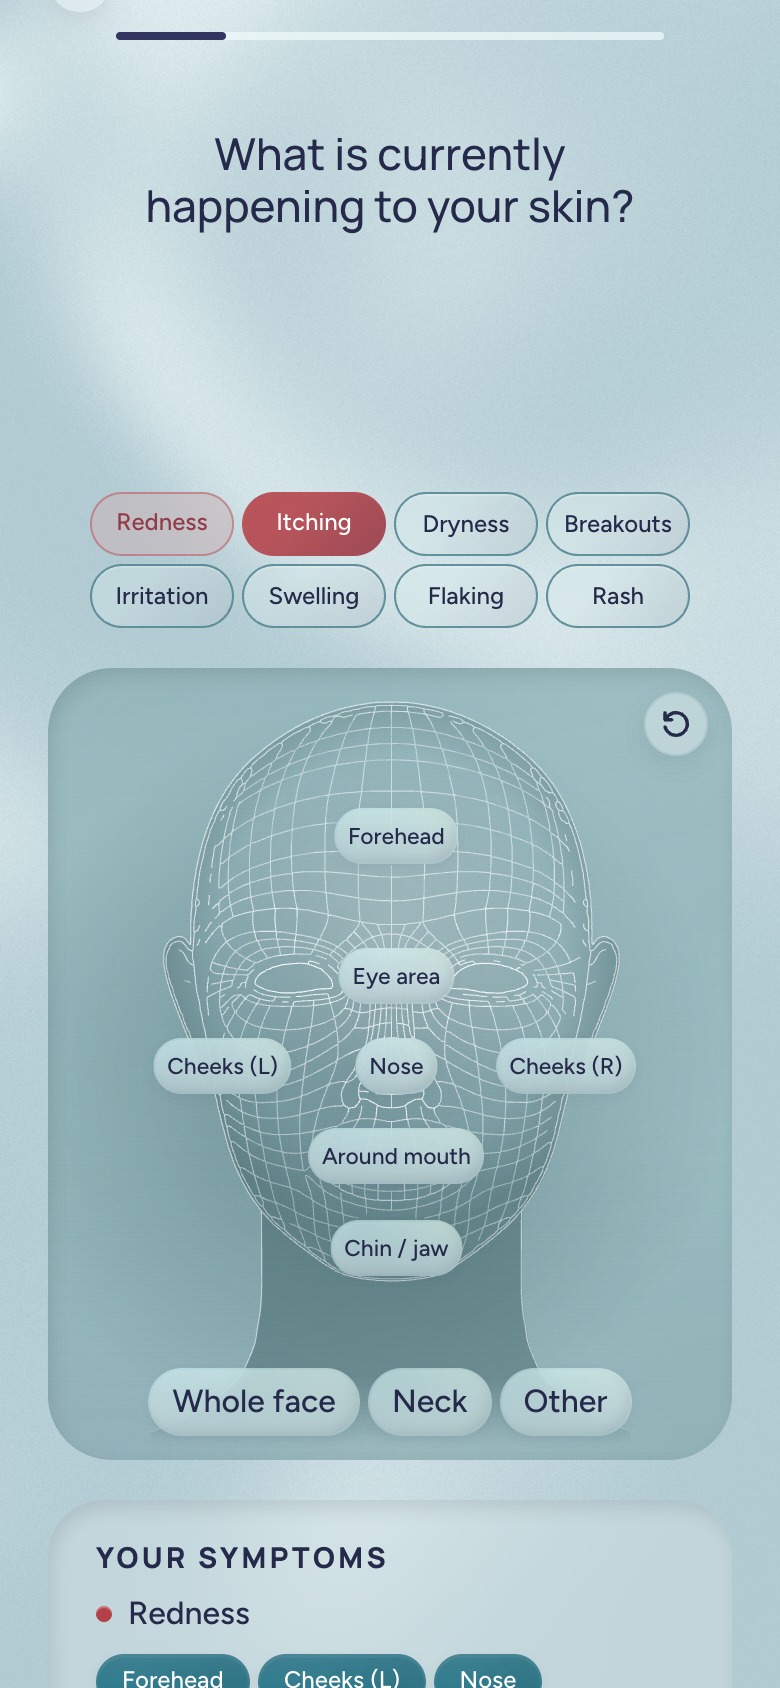 What is currently
happening to your skin?
Redness Itching Dryness Breakouts
Irritation Swelling Flaking Rash
Forehead
Eye area
Cheeks (L) Nose Cheeks (R)
Around mouth
Chin / jaw
Whole face Neck Other
YOUR SYMPTOMS
Redness
Forehead Cheeks (L) Nose